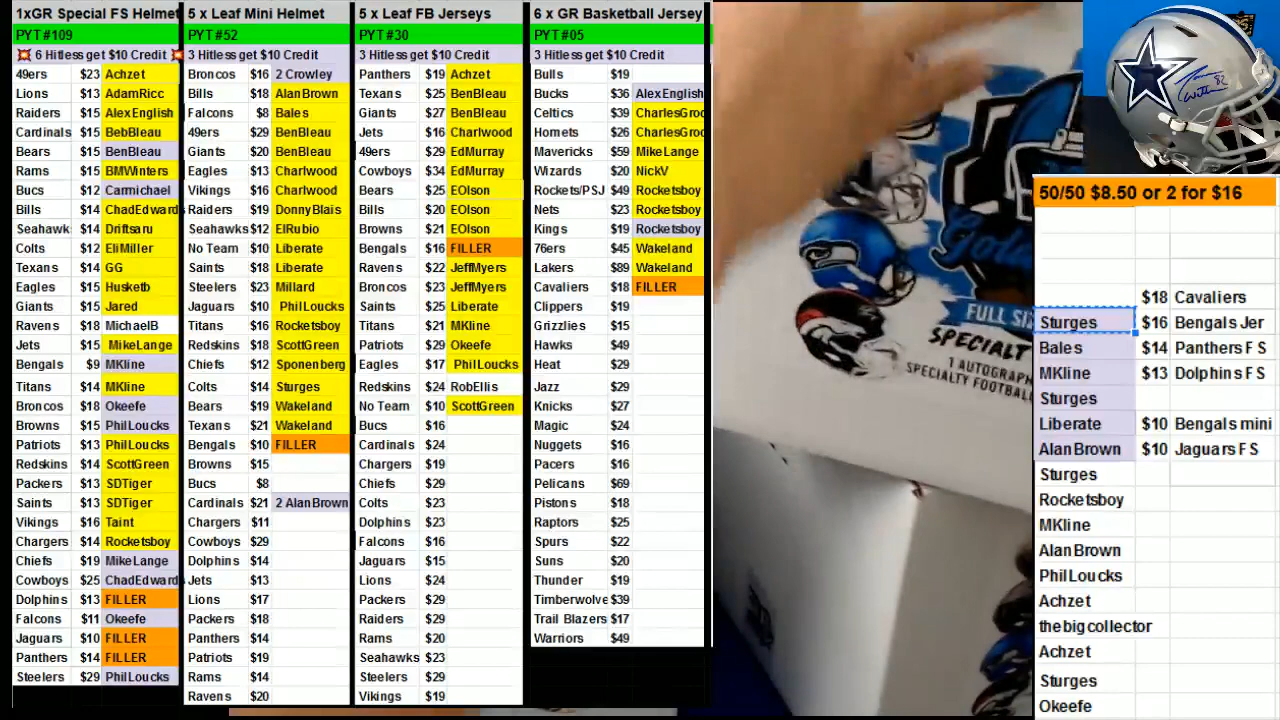 1xGR Special FS Helmet
PYT #109
💥 6 Hitless get $10 Credit 💥
49ers $23 Achzet
Lions $13 AdamRicc
Raiders $15 AlexEnglish
Cardinals $15 BebBleau
Bears $15 BenBleau
Rams $15 BMWinters
Bucs $12 Carmichael
Bills $14 ChadEdward
Seahawk $14 Driftsaru
Colts $12 EliMiller
Texans $14 GG
Eagles $15 Husketb
Giants $15 Jared
Ravens $18 MichaelB
Jets $15 MikeLange
Bengals $9 MKline
Titans $14 MKline
Broncos $18 Okeefe
Browns $15 PhilLoucks
Patriots $13 PhilLoucks
Redskins $14 ScottGreen
Packers $13 SDTiger
Saints $13 SDTiger
Vikings $16 Taint
Chargers $14 Rocketsboy
Chiefs $19 MikeLange
Cowboys $25 ChadEdward
Dolphins $13 FILLER
Falcons $11 Okeefe
Jaguars $10 FILLER
Panthers $14 FILLER
Steelers $29 PhilLoucks
5 x Leaf Mini Helmet
PYT #52
3 Hitless get $10 Credit
Broncos $16 2 Crowley
Bills $18 AlanBrown
Falcons $8 Bales
49ers $29 BenBleau
Giants $20 BenBleau
Eagles $13 Charlwood
Vikings $16 Charlwood
Raiders $19 DonnyBlais
Seahawks $12 ElRubio
No Team $10 Liberate
Saints $18 Liberate
Steelers $23 Millard
Jaguars $10 PhilLoucks
Titans $16 Rocketsboy
Redskins $18 ScottGreen
Chiefs $12 Sponenberg
Colts $14 Sturges
Bears $19 Wakeland
Texans $21 Wakeland
Bengals $10 FILLER
Browns $15
Bucs $8
Cardinals $21 2 AlanBrown
Chargers $11
Cowboys $29
Dolphins $14
Jets $13
Lions $17
Packers $18
Panthers $14
Patriots $19
Rams $14
Ravens $20
5 x Leaf FB Jerseys
PYT #30
3 Hitless get $10 Credit
Panthers $19 Achzet
Texans $25 BenBleau
Giants $27 BenBleau
Jets $16 Charlwood
49ers $29 EdMurray
Cowboys $34 EdMurray
Bears $25 EOlson
Bills $20 EOlson
Browns $21 EOlson
Bengals $16 FILLER
Ravens $22 JeffMyers
Broncos $23 JeffMyers
Saints $25 Liberate
Titans $21 MKline
Patriots $29 Okeefe
Eagles $17 PhilLoucks
Redskins $24 RobEllis
No Team $10 ScottGreen
Bucs $16
Cardinals $24
Chargers $19
Chiefs $29
Colts $23
Dolphins $23
Falcons $16
Jaguars $15
Lions $24
Packers $29
Raiders $29
Rams $20
Seahawks $23
Steelers $29
Vikings $19
6 x GR Basketball Jersey
PYT #05
3 Hitless get $10 Credit
Bulls $19
Bucks $36 AlexEnglish
Celtics $39 CharlesGroo
Hornets $26 CharlesGroo
Mavericks $59 MikeLange
Wizards $20 NickV
Rockets/PSJ $49 Rocketsboy
Nets $23 Rocketsboy
Kings $19 Rocketsboy
76ers $45 Wakeland
Lakers $89 Wakeland
Cavaliers $18 FILLER
Clippers $19
Grizzlies $15
Hawks $49
Heat $29
Jazz $29
Knicks $27
Magic $24
Nuggets $16
Pacers $16
Pelicans $69
Pistons $18
Raptors $25
Spurs $22
Suns $20
Thunder $19
Timberwolve $39
Trail Blazers $17
Warriors $49
FULL SI
SPECIALT
1 AUTOGRAPH
SPECIALTY FOOTBALL
50/50 $8.50 or 2 for $16
$18 Cavaliers
Sturges $16 Bengals Jer
Bales $14 Panthers F S
MKline $13 Dolphins F S
Sturges
Liberate $10 Bengals mini
AlanBrown $10 Jaguars F S
Sturges
Rocketsboy
MKline
AlanBrown
PhilLoucks
Achzet
thebigcollector
Achzet
Sturges
Okeefe